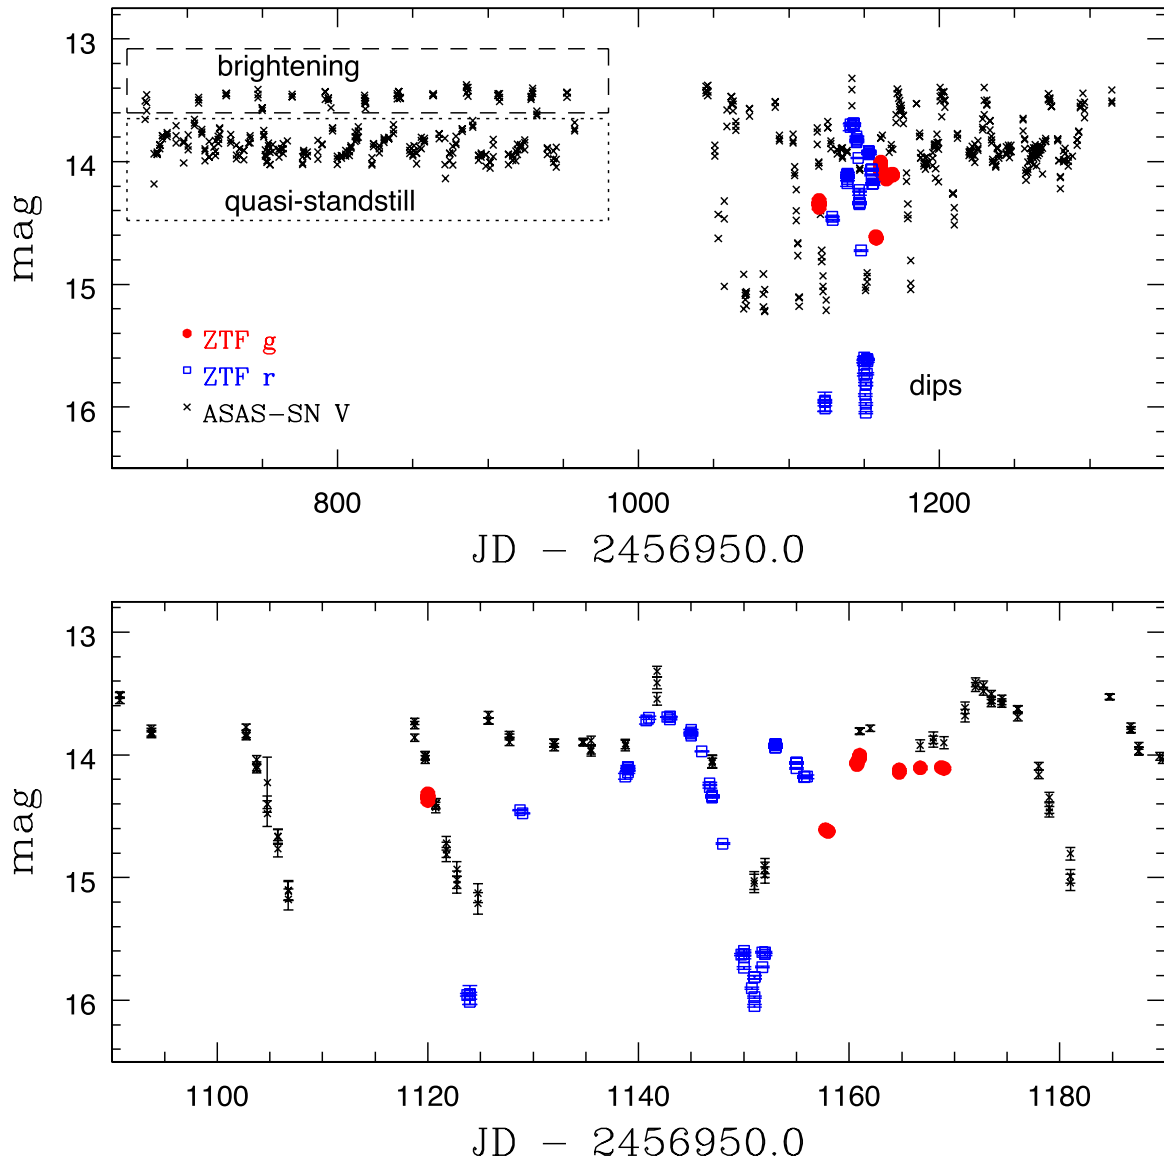 13
brightening
14
quasi-standstill
mag
15
ZTF g
ZTF r
dips
16
ASAS-SN V
800
1000
1200
JD - 2456950.0
13
14
mag
15
16
1100
1120
1140
1160
1180
JD - 2456950.0